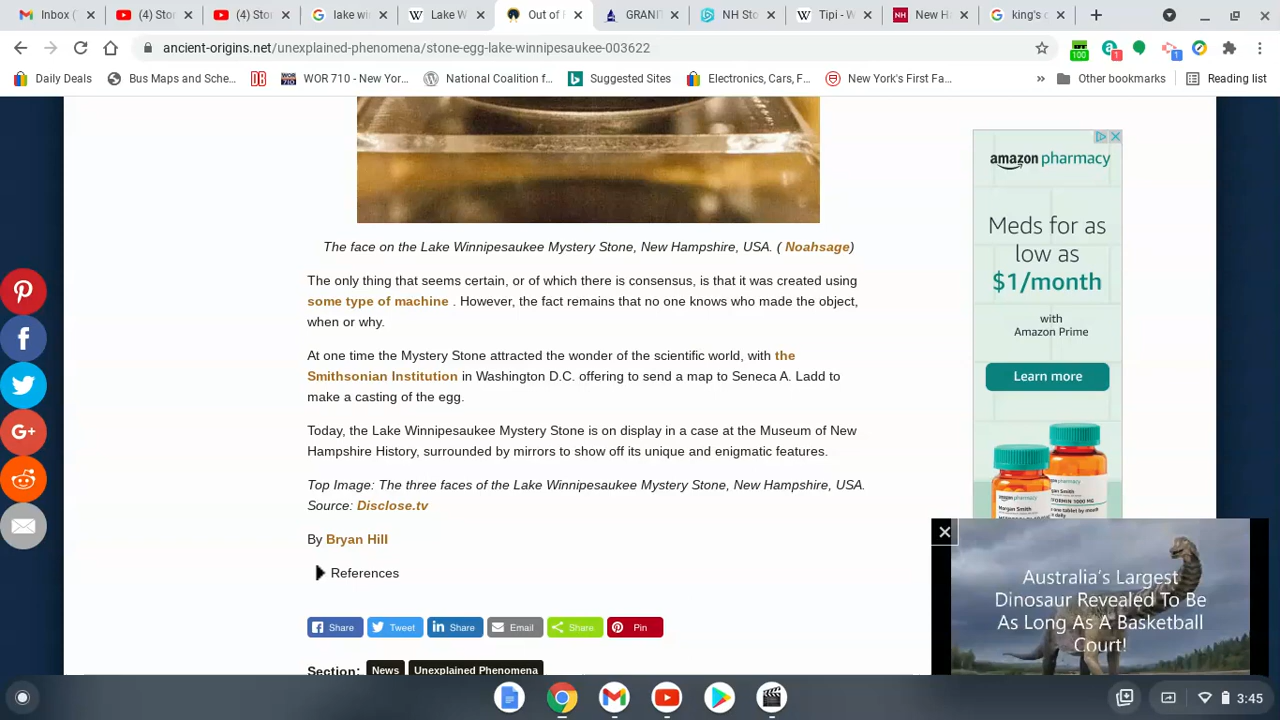 Inbox (
(4) Stor
(4) Stor
lake win
Lake W
Out of P
GRANIT
NH Sto
Tipi - W
New H
king's c
ancient-origins.net/unexplained-phenomena/stone-egg-lake-winnipesaukee-003622
100
1
1
Daily Deals
Bus Maps and Sche...
WOR 710 - New Yor...
National Coalition f...
Suggested Sites
Electronics, Cars, F...
New York's First Fa...
»
Other bookmarks
Reading list
The face on the Lake Winnipesaukee Mystery Stone, New Hampshire, USA. ( Noahsage)
The only thing that seems certain, or of which there is consensus, is that it was created using
some type of machine . However, the fact remains that no one knows who made the object,
when or why.
At one time the Mystery Stone attracted the wonder of the scientific world, with the
Smithsonian Institution in Washington D.C. offering to send a map to Seneca A. Ladd to
make a casting of the egg.
Today, the Lake Winnipesaukee Mystery Stone is on display in a case at the Museum of New
Hampshire History, surrounded by mirrors to show off its unique and enigmatic features.
Top Image: The three faces of the Lake Winnipesaukee Mystery Stone, New Hampshire, USA.
Source: Disclose.tv
By Bryan Hill
References
Share
Tweet
Share
Email
Share
Pin
Section: News Unexplained Phenomena
amazon pharmacy
Meds for as
low as
$1/month
with
Amazon Prime
Learn more
amazon pharmacy
Morgan Smith
Morgan Smith
Australia's Largest
Dinosaur Revealed To Be
As Long As A Basketball
Court!
3:45